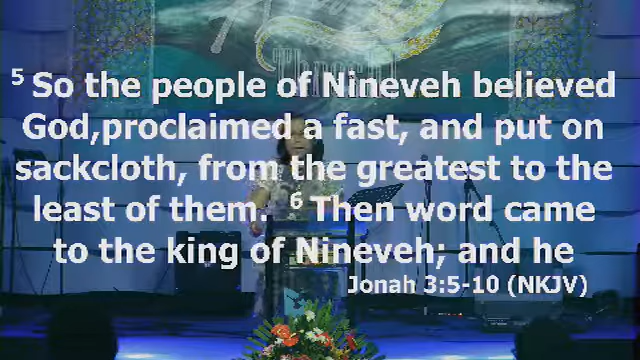 ⁵ So the people of Nineveh believed
God,proclaimed a fast, and put on
sackcloth, from the greatest to the
least of them. ⁶ Then word came
to the king of Nineveh; and he
Jonah 3:5-10 (NKJV)